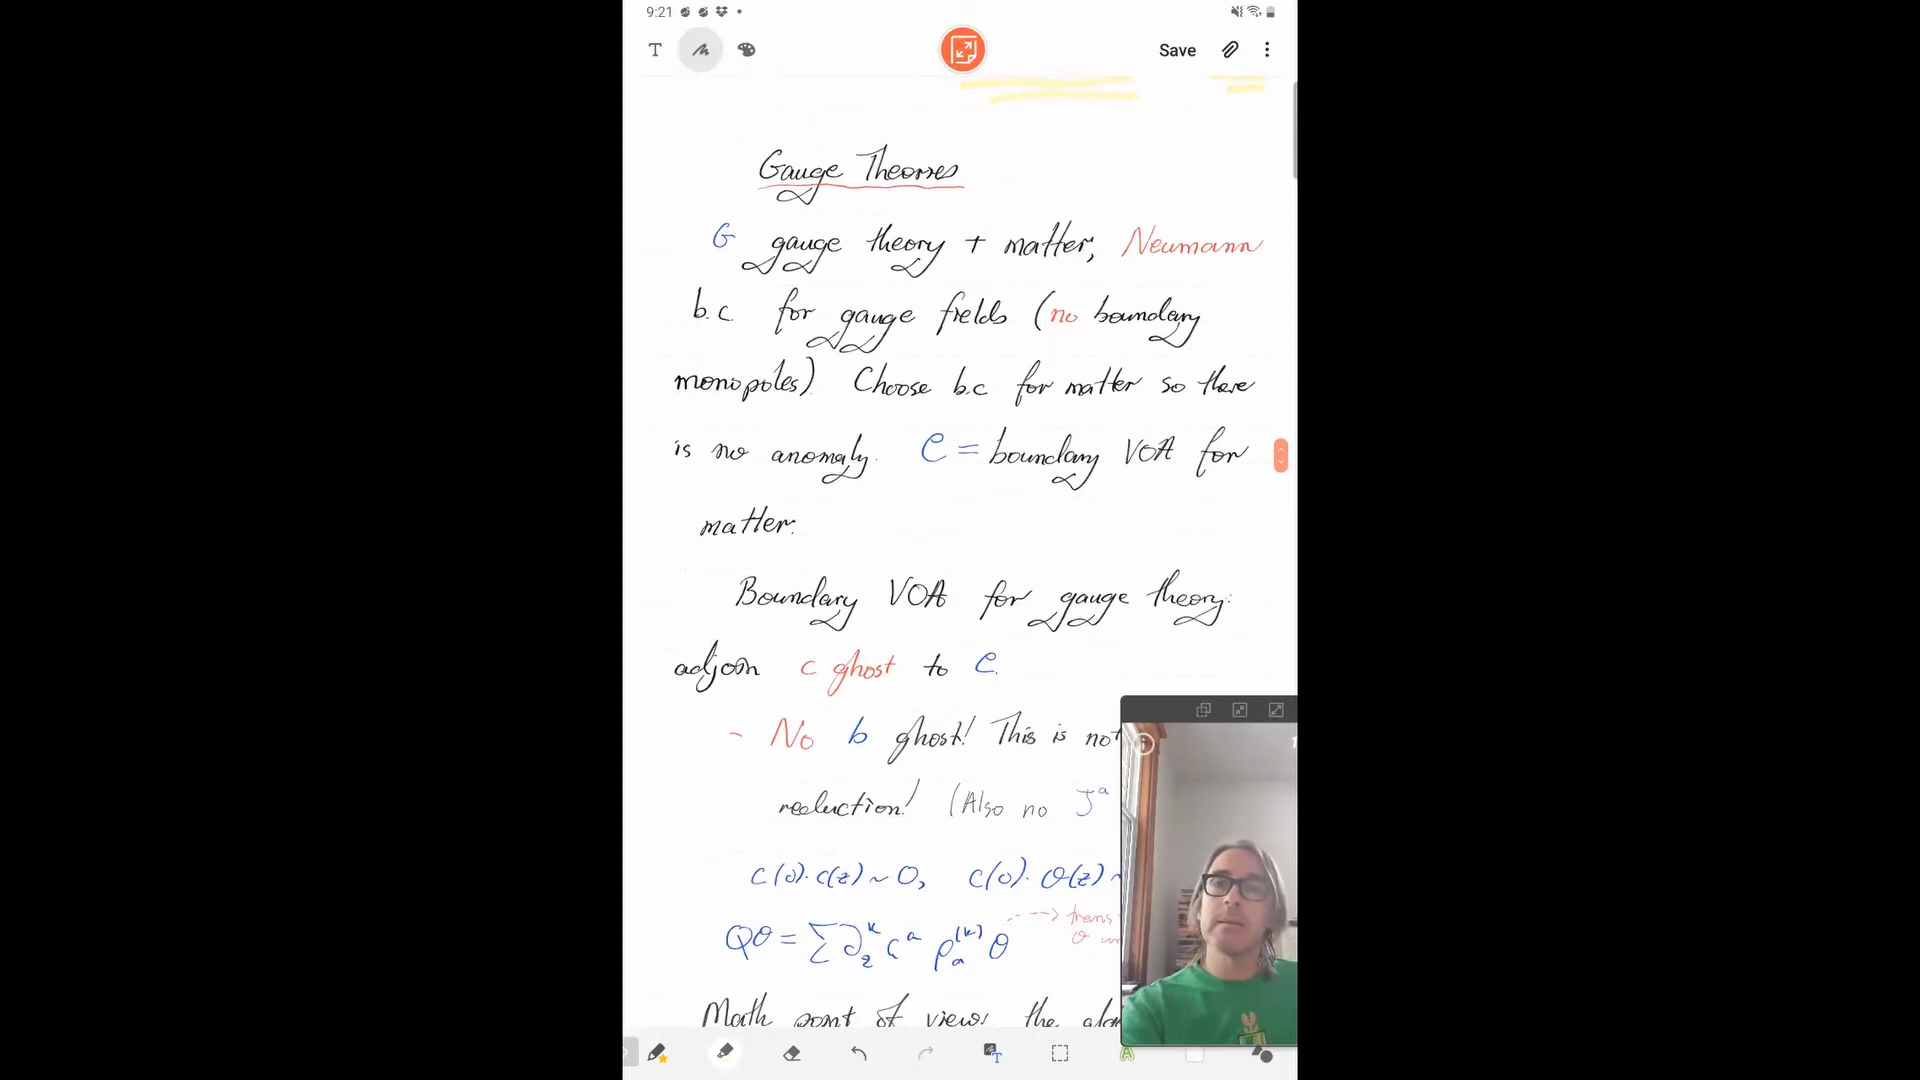 9:21
T
Save
Gauge Theories
G gauge theory + matter, Neumann
b.c. for gauge fields (no boundary
monopoles). Choose b.c for matter so there
is no anomaly. C = boundary VOA for
matter.
Boundary VOA for gauge theory:
adjoin c ghost to C.
- No b ghost! This is not
reduction! (Also no J^a
c(0)·c(z) ~ 0, c(0)·O(z) ~
QO = ∑ ∂_z^k c^a ρ_a^(k) O --> trans
O
Math point of view: the